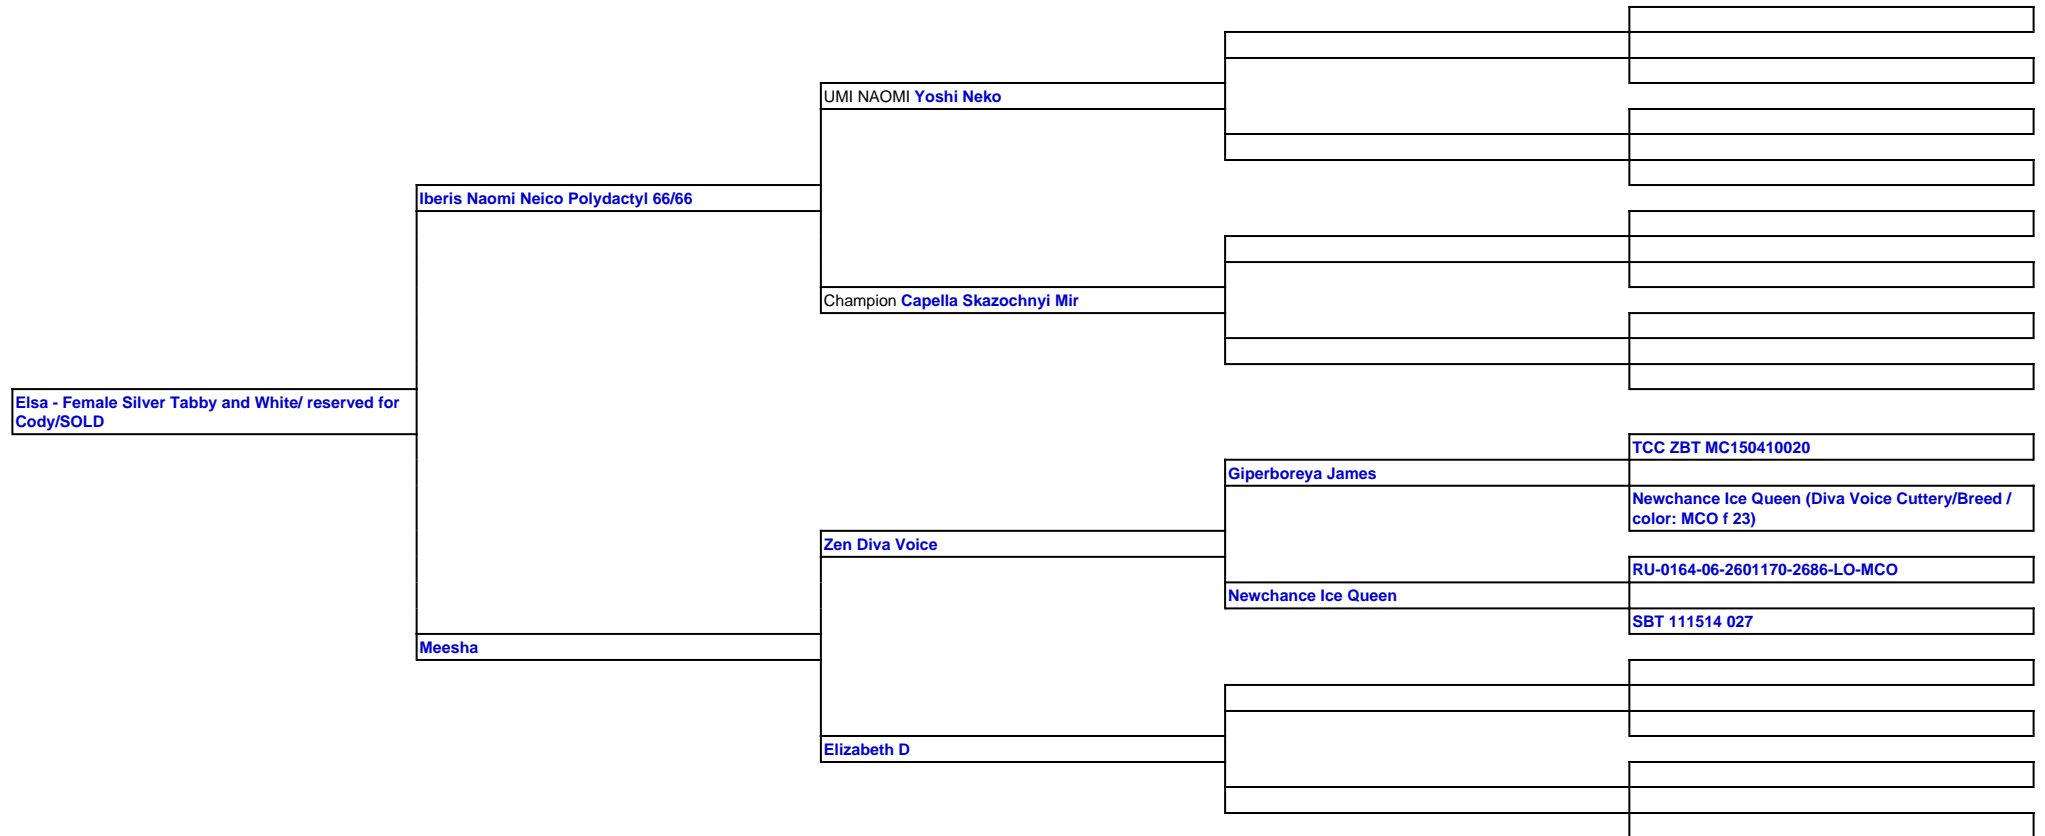 UMI NAOMI Yoshi Neko
Iberis Naomi Neico Polydactyl 66/66
Champion Capella Skazochnyi Mir
Elsa - Female Silver Tabby and White/ reserved for
Cody/SOLD
TCC ZBT MC150410020
Giperboreya James
Newchance Ice Queen (Diva Voice Cuttery/Breed /
color: MCO f 23)
Zen Diva Voice
RU-0164-06-2601170-2686-LO-MCO
Newchance Ice Queen
SBT 111514 027
Meesha
Elizabeth D